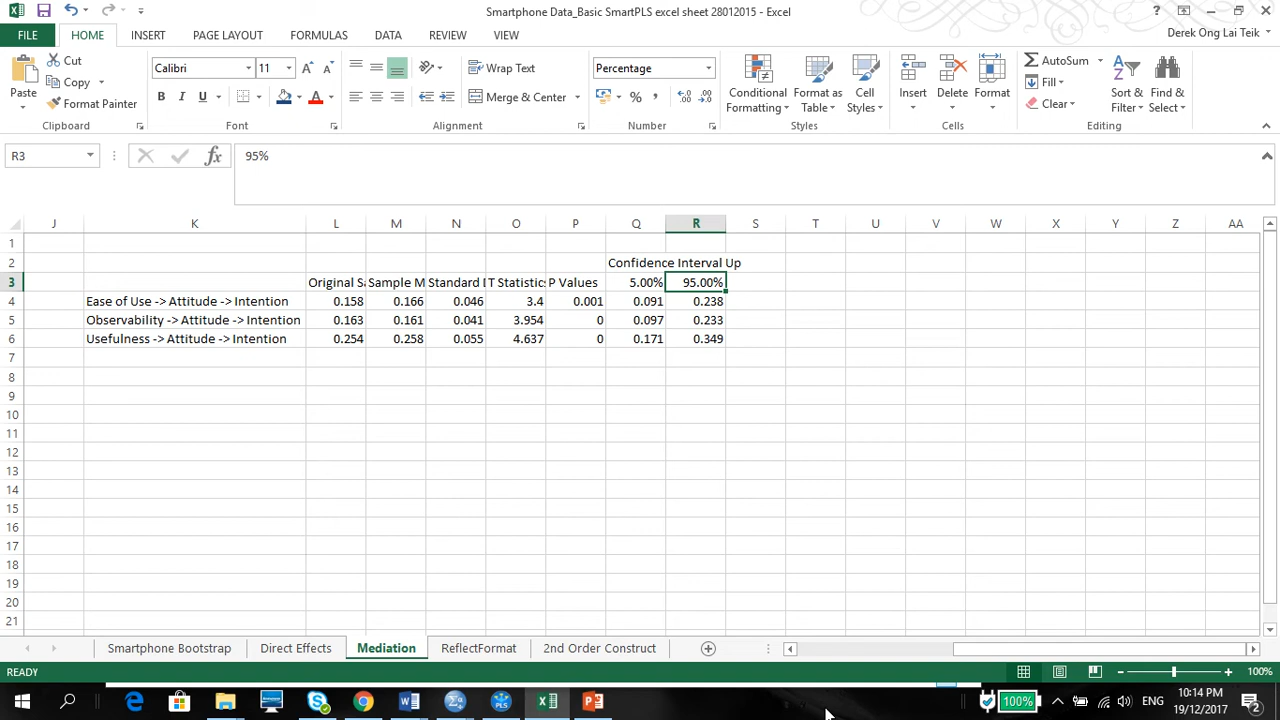 Smartphone Data_Basic SmartPLS excel sheet 28012015 - Excel
FILE HOME INSERT PAGE LAYOUT FORMULAS DATA REVIEW VIEW Derek Ong Lai Teik
Paste Cut Copy Format Painter
Calibri 11
B I U A
Wrap Text
Merge & Center
Percentage
Conditional Formatting
Format as Table
Cell Styles
Insert Delete Format
AutoSum Fill Clear
Sort & Filter
Find & Select
Clipboard Font Alignment Number Styles Cells Editing
R3 fx 95%
J K L M N O P Q R S T U V W X Y Z AA
1
2 Confidence Interval Up
3 Original Sa Sample M Standard D T Statistics P Values 5.00% 95.00%
4 Ease of Use -> Attitude -> Intention 0.158 0.166 0.046 3.4 0.001 0.091 0.238
5 Observability -> Attitude -> Intention 0.163 0.161 0.041 3.954 0 0.097 0.233
6 Usefulness -> Attitude -> Intention 0.254 0.258 0.055 4.637 0 0.171 0.349
7
8
9
10
11
12
13
14
15
16
17
18
19
20
21
Smartphone Bootstrap Direct Effects Mediation ReflectFormat 2nd Order Construct
READY 100%
100% ENG 10:14 PM
19/12/2017 2